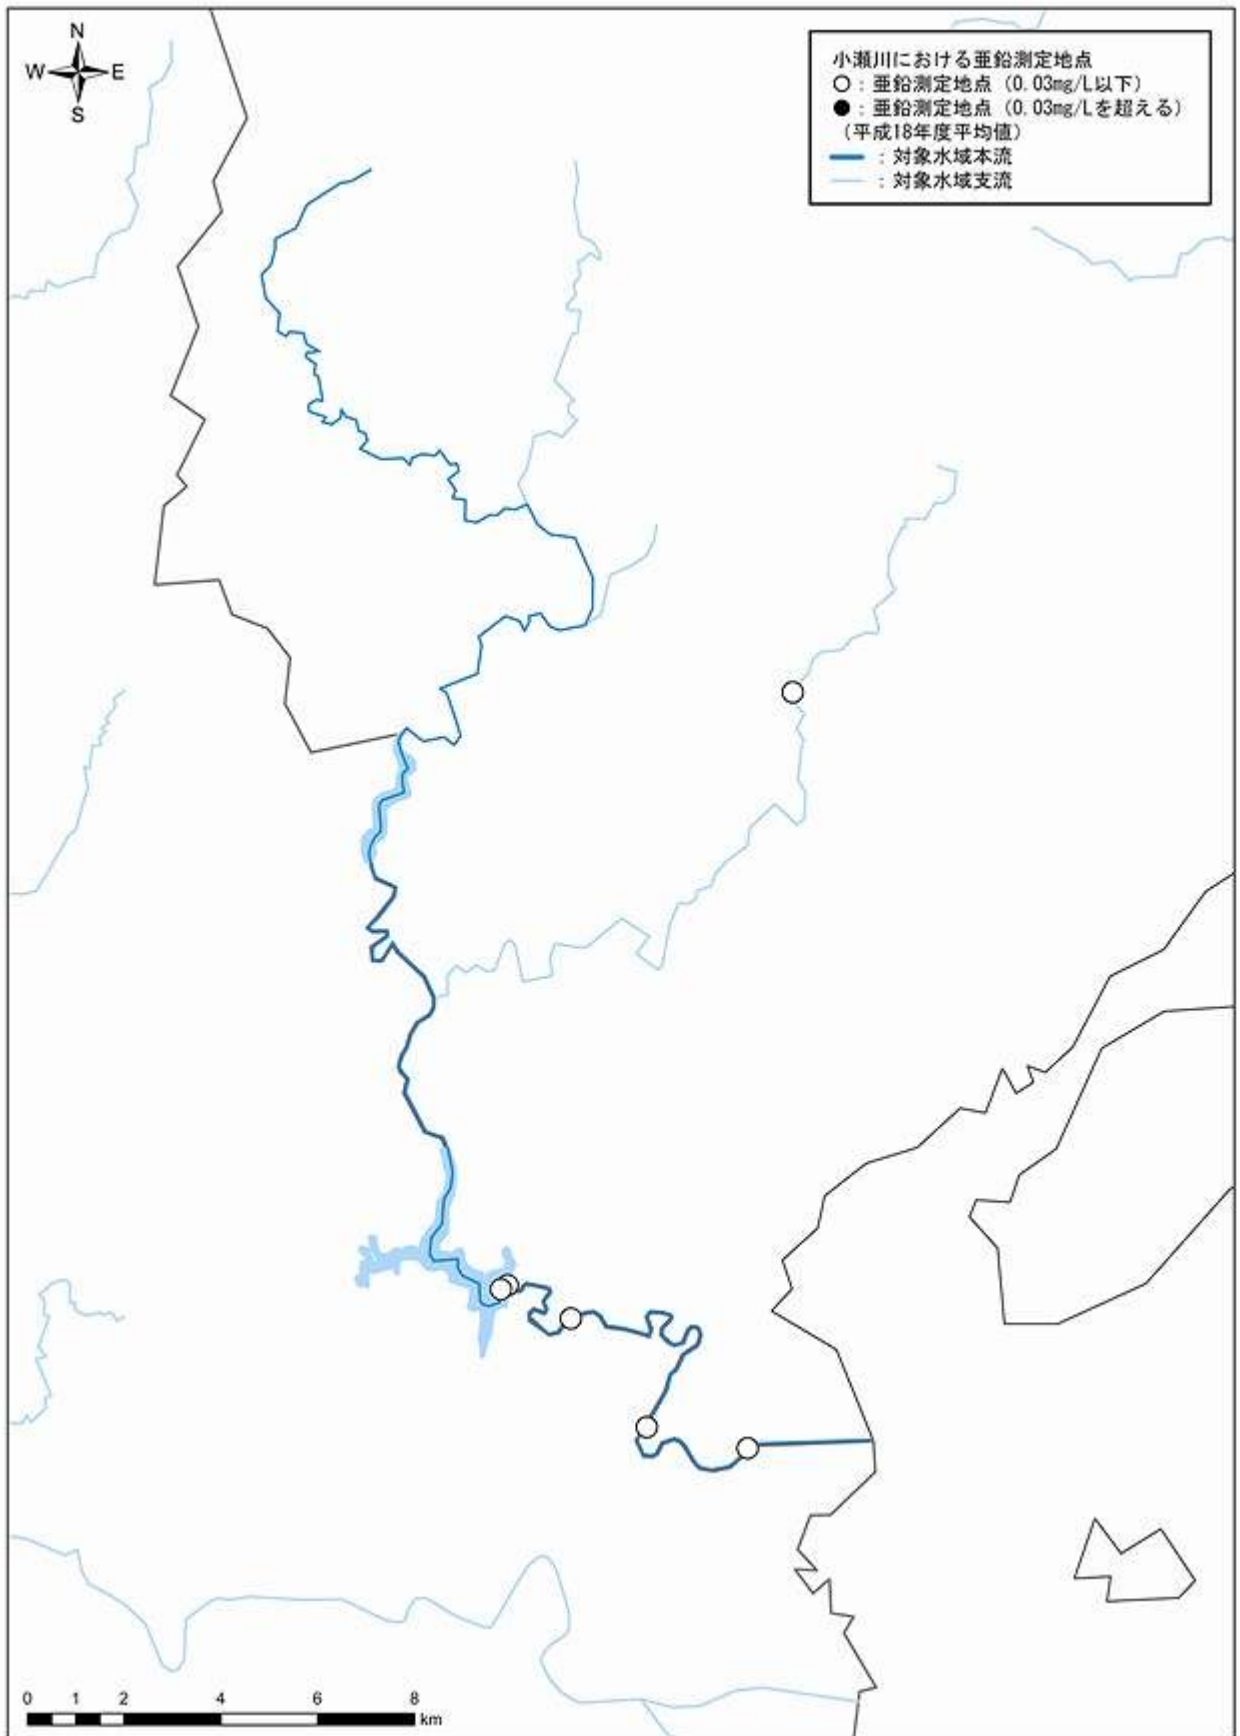 N
W E
S
小瀬川における亜鉛測定地点
○：亜鉛測定地点（0.03mg/L以下）
●：亜鉛測定地点（0.03mg/Lを超える）
（平成18年度平均値）
：対象水域本流
：対象水域支流
0 1 2 4 6 8
km